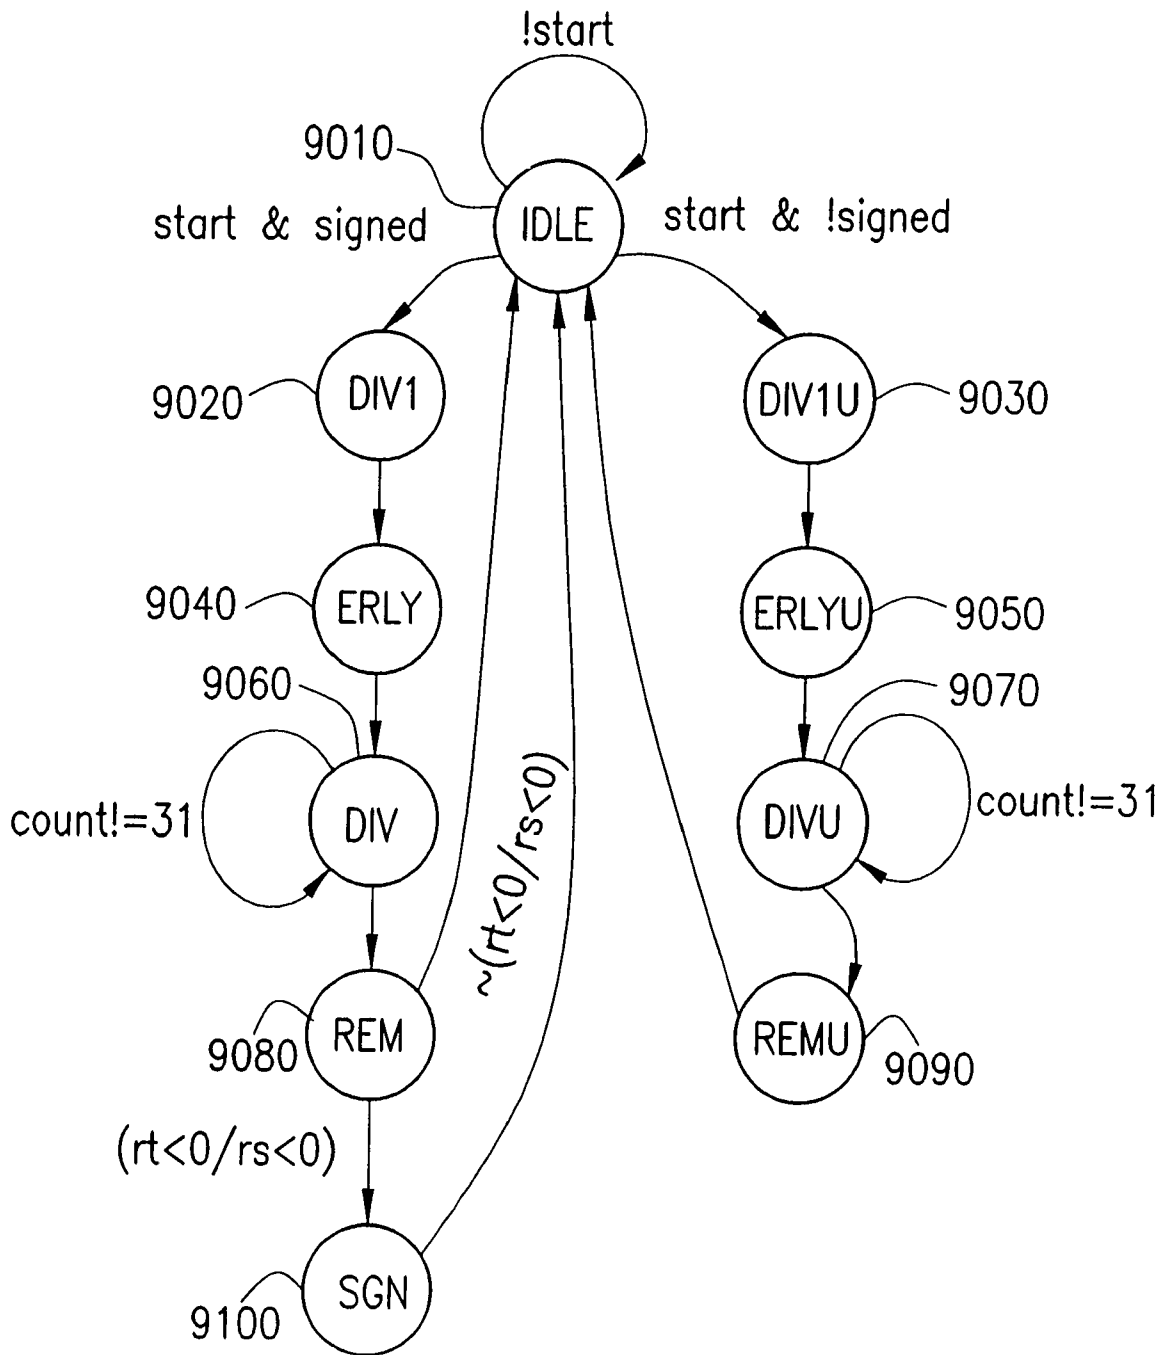 !start
9010
start & signed
IDLE
start & !signed
9020
DIV1
DIV1U
9030
9040
ERLY
ERLYU
9050
9060
9070
count!=31
DIV
~(rt<0/rs<0)
DIVU
count!=31
9080
REM
REMU
9090
(rt<0/rs<0)
9100
SGN